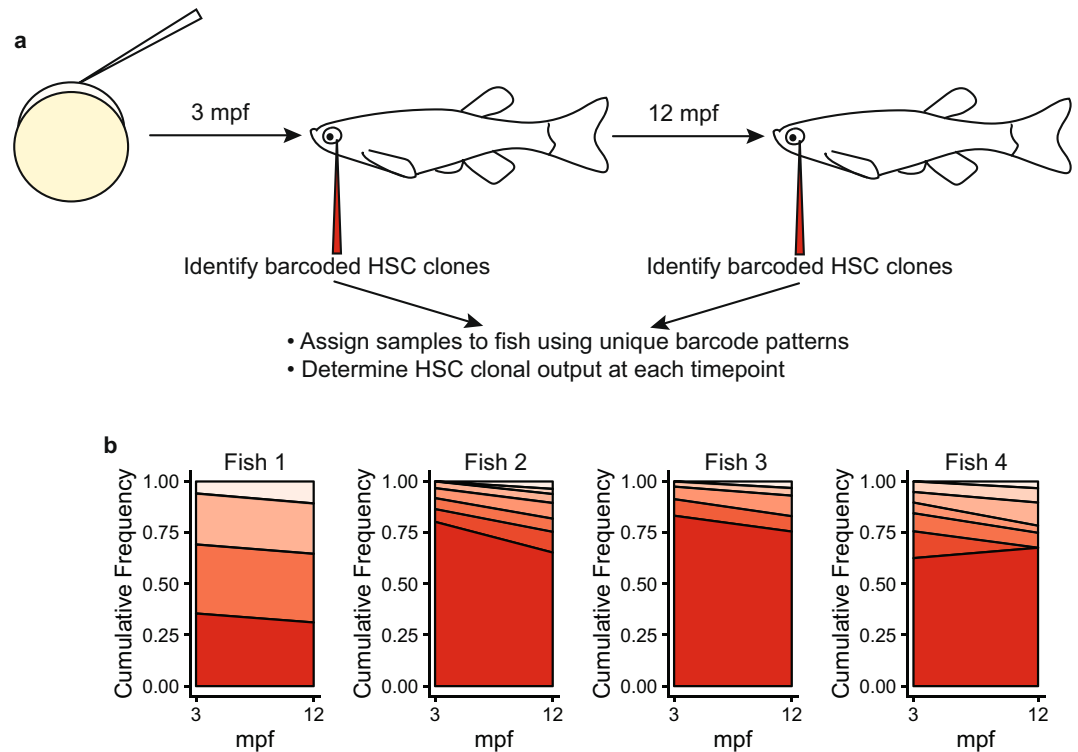 a
3 mpf
12 mpf
Identify barcoded HSC clones
Identify barcoded HSC clones
• Assign samples to fish using unique barcode patterns
• Determine HSC clonal output at each timepoint
b
Fish 1
Cumulative Frequency
1.00
0.75
0.50
0.25
0.00
3
12
mpf
Fish 2
Cumulative Frequency
1.00
0.75
0.50
0.25
0.00
3
12
mpf
Fish 3
Cumulative Frequency
1.00
0.75
0.50
0.25
0.00
3
12
mpf
Fish 4
Cumulative Frequency
1.00
0.75
0.50
0.25
0.00
3
12
mpf